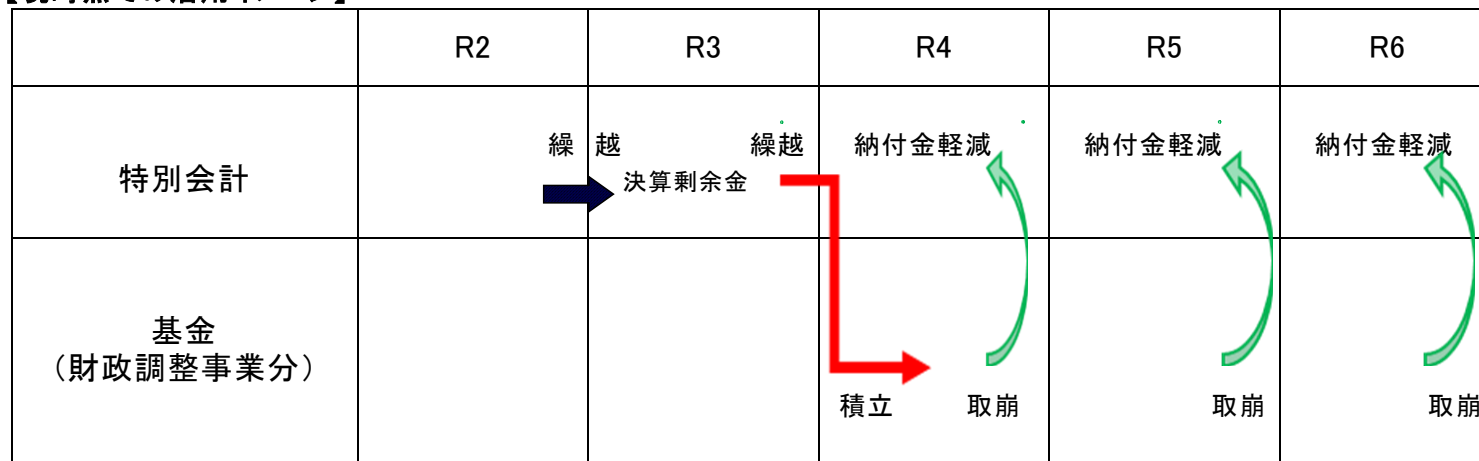 R2 R3 R4 R5 R6
特別会計 繰 越 繰越 納付金軽減 納付金軽減 納付金軽減
決算剰余金
基金
（財政調整事業分）
積立 取崩 取崩 取崩